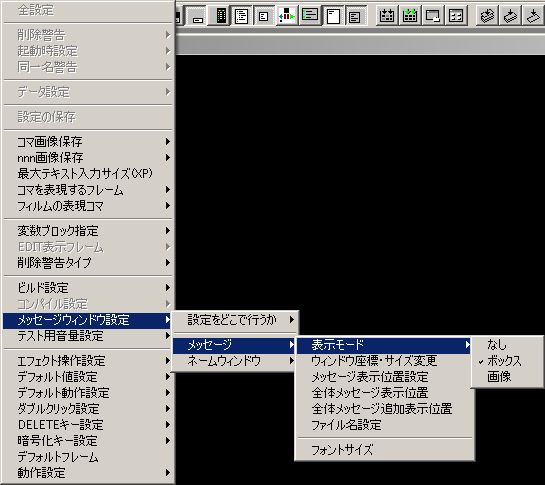 全設定
削除警告
起動時設定
同一名警告
データ設定
設定の保存
コマ画像保存
nnn画像保存
最大テキスト入力サイズ(XP)
コマを表現するフレーム
フィルムの表現コマ
変数ブロック指定
EDIT表示フレーム
削除警告タイプ
ビルド設定
コンパイル設定
メッセージウィンドウ設定
テスト用音量設定
エフェクト操作設定
デフォルト値設定
デフォルト動作設定
ダブルクリック設定
DELETEキー設定
暗号化キー設定
デフォルトフレーム
動作設定
設定をどこで行うか
メッセージ
ネームウィンドウ
表示モード
ウィンドウ座標・サイズ変更
メッセージ表示位置設定
全体メッセージ表示位置
全体メッセージ追加表示位置
ファイル名設定
フォントサイズ
なし
ボックス
画像